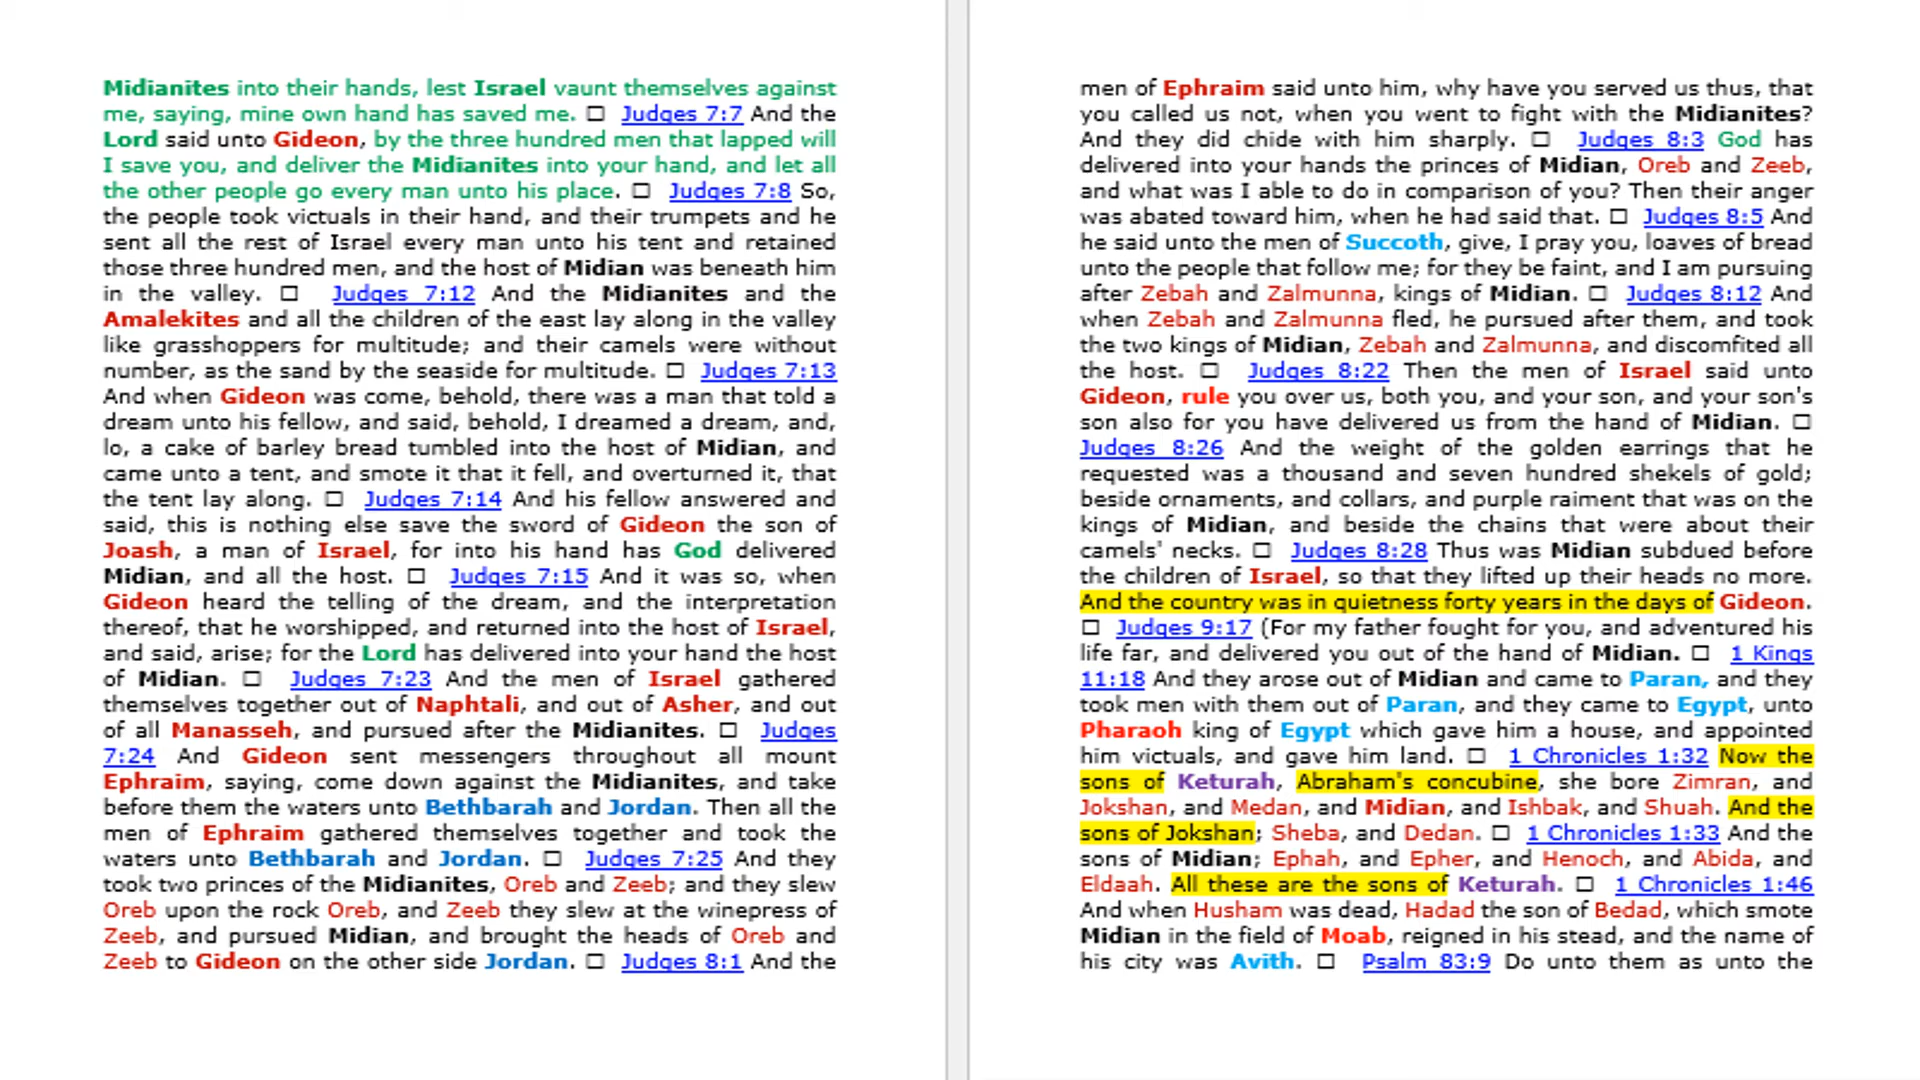 Midianites into their hands, lest Israel vaunt themselves against
me, saying, mine own hand has saved me. ☐ Judges 7:7 And the
Lord said unto Gideon, by the three hundred men that lapped will
I save you, and deliver the Midianites into your hand, and let all
the other people go every man unto his place. ☐ Judges 7:8 So,
the people took victuals in their hand, and their trumpets and he
sent all the rest of Israel every man unto his tent and retained
those three hundred men, and the host of Midian was beneath him
in the valley. ☐ Judges 7:12 And the Midianites and the
Amalekites and all the children of the east lay along in the valley
like grasshoppers for multitude; and their camels were without
number, as the sand by the seaside for multitude. ☐ Judges 7:13
And when Gideon was come, behold, there was a man that told a
dream unto his fellow, and said, behold, I dreamed a dream, and,
lo, a cake of barley bread tumbled into the host of Midian, and
came unto a tent, and smote it that it fell, and overturned it, that
the tent lay along. ☐ Judges 7:14 And his fellow answered and
said, this is nothing else save the sword of Gideon the son of
Joash, a man of Israel, for into his hand has God delivered
Midian, and all the host. ☐ Judges 7:15 And it was so, when
Gideon heard the telling of the dream, and the interpretation
thereof, that he worshipped, and returned into the host of Israel,
and said, arise; for the Lord has delivered into your hand the host
of Midian. ☐ Judges 7:23 And the men of Israel gathered
themselves together out of Naphtali, and out of Asher, and out
of all Manasseh, and pursued after the Midianites. ☐ Judges
7:24 And Gideon sent messengers throughout all mount
Ephraim, saying, come down against the Midianites, and take
before them the waters unto Bethbarah and Jordan. Then all the
men of Ephraim gathered themselves together and took the
waters unto Bethbarah and Jordan. ☐ Judges 7:25 And they
took two princes of the Midianites, Oreb and Zeeb; and they slew
Oreb upon the rock Oreb, and Zeeb they slew at the winepress of
Zeeb, and pursued Midian, and brought the heads of Oreb and
Zeeb to Gideon on the other side Jordan. ☐ Judges 8:1 And the
men of Ephraim said unto him, why have you served us thus, that
you called us not, when you went to fight with the Midianites?
And they did chide with him sharply. ☐ Judges 8:3 God has
delivered into your hands the princes of Midian, Oreb and Zeeb,
and what was I able to do in comparison of you? Then their anger
was abated toward him, when he had said that. ☐ Judges 8:5 And
he said unto the men of Succoth, give, I pray you, loaves of bread
unto the people that follow me; for they be faint, and I am pursuing
after Zebah and Zalmunna, kings of Midian. ☐ Judges 8:12 And
when Zebah and Zalmunna fled, he pursued after them, and took
the two kings of Midian, Zebah and Zalmunna, and discomfited all
the host. ☐ Judges 8:22 Then the men of Israel said unto
Gideon, rule you over us, both you, and your son, and your son's
son also for you have delivered us from the hand of Midian. ☐
Judges 8:26 And the weight of the golden earrings that he
requested was a thousand and seven hundred shekels of gold;
beside ornaments, and collars, and purple raiment that was on the
kings of Midian, and beside the chains that were about their
camels' necks. ☐ Judges 8:28 Thus was Midian subdued before
the children of Israel, so that they lifted up their heads no more.
And the country was in quietness forty years in the days of Gideon.
☐ Judges 9:17 (For my father fought for you, and adventured his
life far, and delivered you out of the hand of Midian. ☐ 1 Kings
11:18 And they arose out of Midian and came to Paran, and they
took men with them out of Paran, and they came to Egypt, unto
Pharaoh king of Egypt which gave him a house, and appointed
him victuals, and gave him land. ☐ 1 Chronicles 1:32 Now the
sons of Keturah, Abraham's concubine, she bore Zimran, and
Jokshan, and Medan, and Midian, and Ishbak, and Shuah. And the
sons of Jokshan; Sheba, and Dedan. ☐ 1 Chronicles 1:33 And the
sons of Midian; Ephah, and Epher, and Henoch, and Abida, and
Eldaah. All these are the sons of Keturah. ☐ 1 Chronicles 1:46
And when Husham was dead, Hadad the son of Bedad, which smote
Midian in the field of Moab, reigned in his stead, and the name of
his city was Avith. ☐ Psalm 83:9 Do unto them as unto the